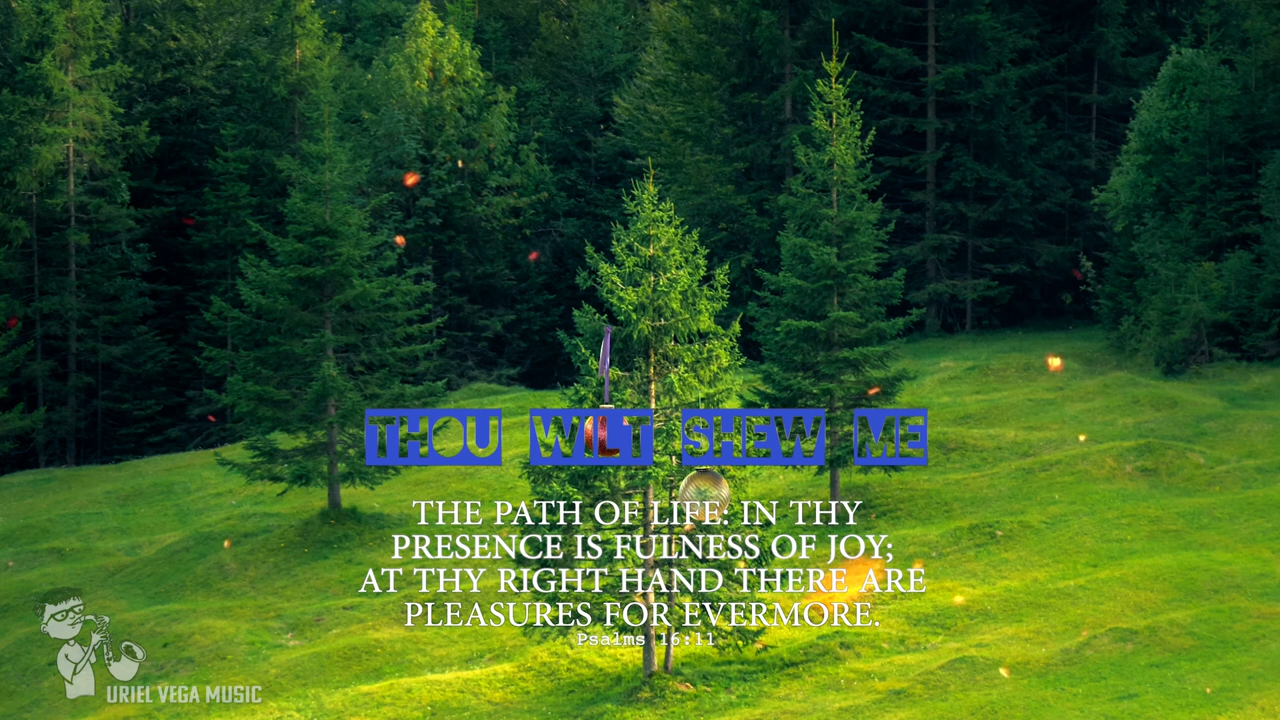 THOU WILT SHEW ME
THE PATH OF LIFE: IN THY
PRESENCE IS FULNESS OF JOY;
AT THY RIGHT HAND THERE ARE
PLEASURES FOR EVERMORE.
Psalms 16:11
URIEL VEGA MUSIC